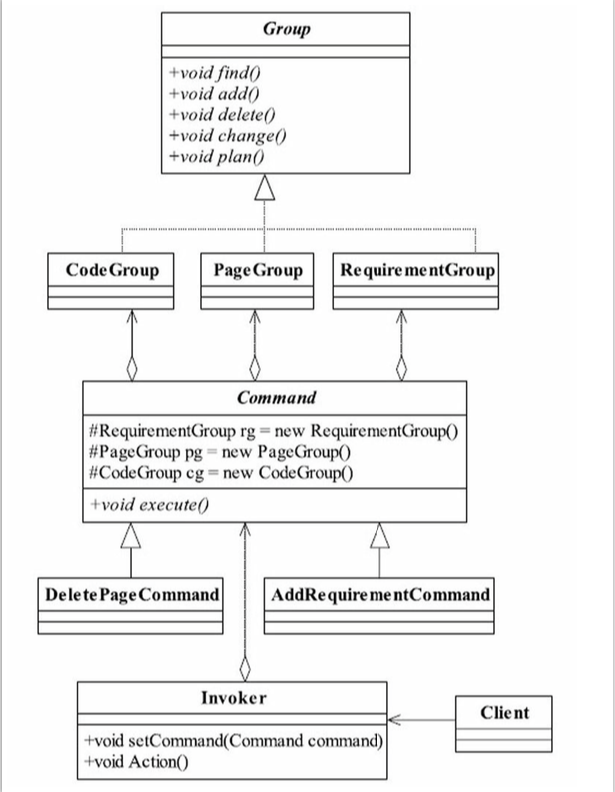 Group
+void find()
+void add()
+void delete()
+void change()
+void plan()
CodeGroup
PageGroup
RequirementGroup
Command
#RequirementGroup rg = new RequirementGroup()
#PageGroup pg = new PageGroup()
#CodeGroup cg = new CodeGroup()
+void execute()
DeletePageCommand
AddRequirementCommand
Invoker
+void setCommand(Command command)
+void Action()
Client